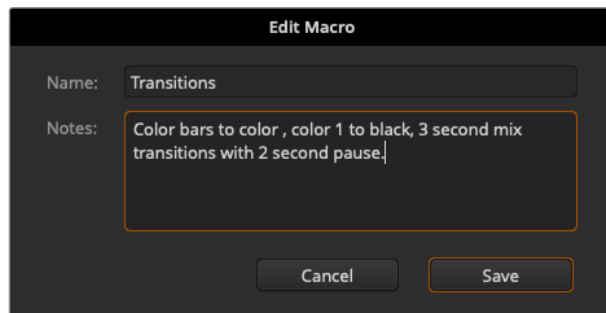 Edit Macro
Name: Transitions
Notes: Color bars to color , color 1 to black, 3 second mix
transitions with 2 second pause.
Cancel Save